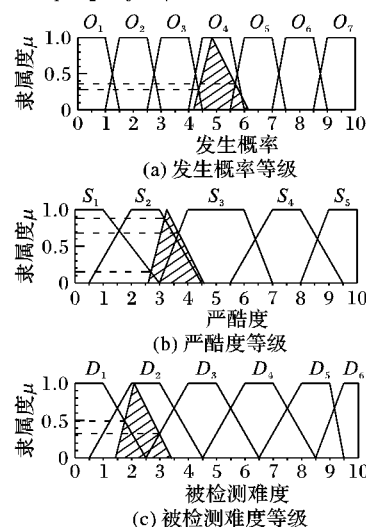 O₁ O₂ O₃ O₄ O₅ O₆ O₇
1.0
0.5
0 1 2 3 4 5 6 7 8 9 10
隶属度μ
发生概率
(a) 发生概率等级
S₁ S₂ S₃ S₄ S₅
1.0
0.5
0 1 2 3 4 5 6 7 8 9 10
隶属度μ
严酷度
(b) 严酷度等级
D₁ D₂ D₃ D₄ D₅ D₆
1.0
0.5
0 1 2 3 4 5 6 7 8 9 10
隶属度μ
被检测难度
(c) 被检测难度等级